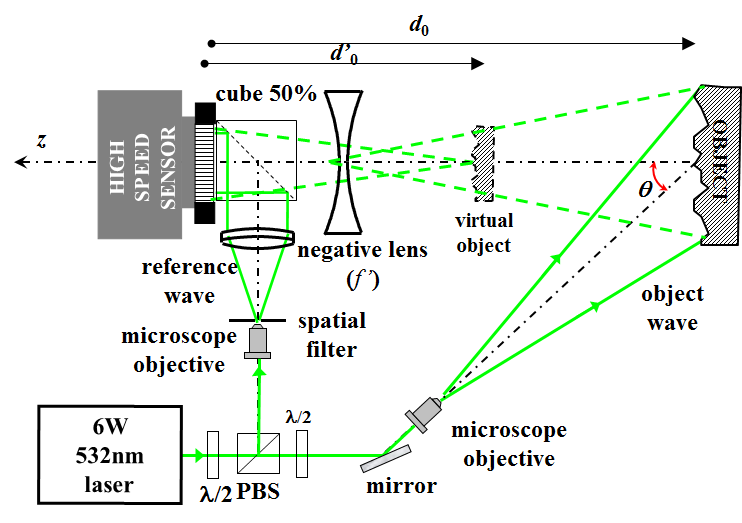 d₀
d'₀
cube 50%
z
HIGH
SPEED
SENSOR
OBJECT
θ
virtual
object
negative lens
(f')
reference
wave
object
wave
spatial
filter
microscope
objective
6W
532nm
laser
λ/2
PBS
λ/2
mirror
microscope
objective